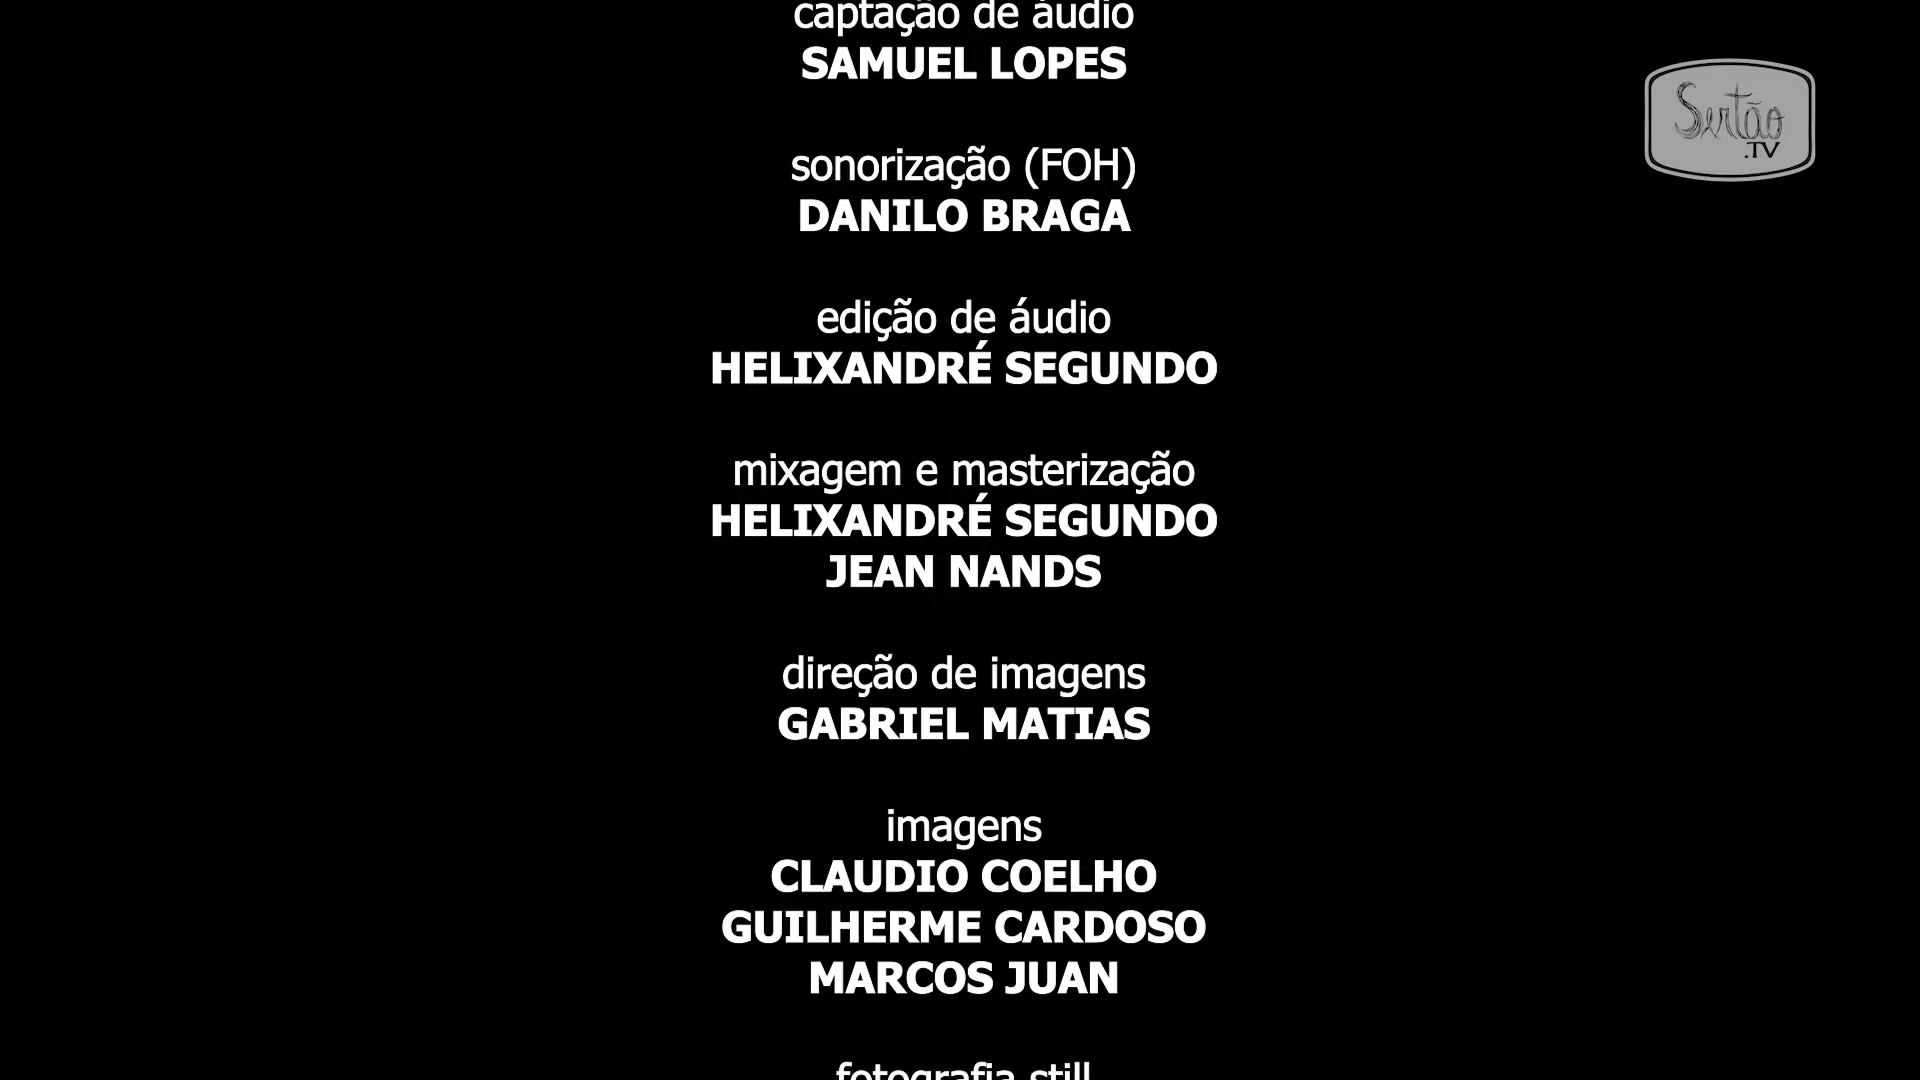 captação de áudio
SAMUEL LOPES
Sertão
.TV
sonorização (FOH)
DANILO BRAGA
edição de áudio
HELIXANDRÉ SEGUNDO
mixagem e masterização
HELIXANDRÉ SEGUNDO
JEAN NANDS
direção de imagens
GABRIEL MATIAS
imagens
CLAUDIO COELHO
GUILHERME CARDOSO
MARCOS JUAN
fotografia still